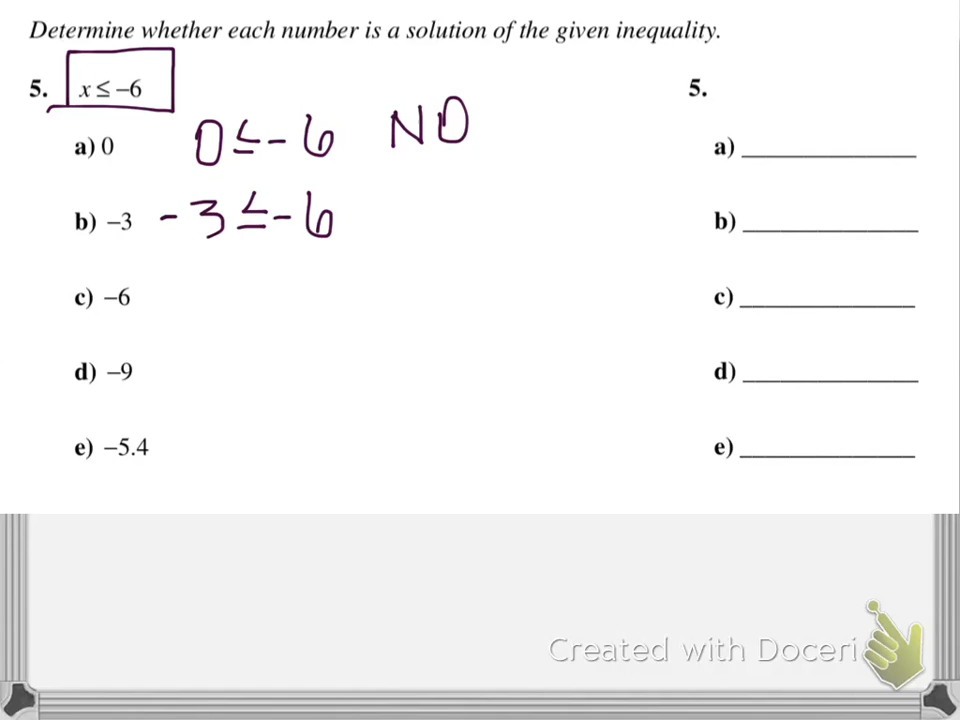 Determine whether each number is a solution of the given inequality.
5. x ≤ –6 5.
a) 0 0 ≤ - 6 NO a) _______________
b) –3 - 3 ≤ - 6 b) _______________
c) –6 c) _______________
d) –9 d) _______________
e) –5.4 e) _______________
Created with Doceri